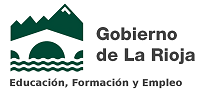 Gobierno
de La Rioja
Educación, Formación y Empleo